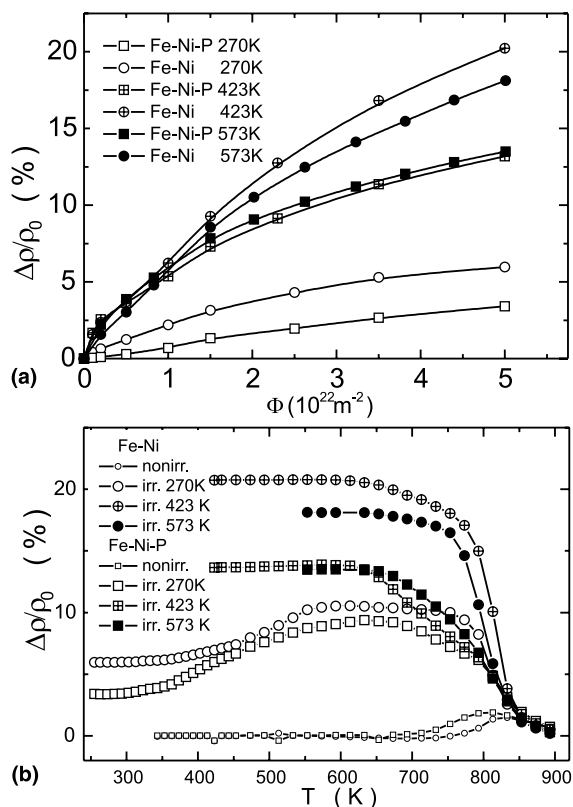 Fe-Ni-P 270K
Fe-Ni 270K
Fe-Ni-P 423K
Fe-Ni 423K
Fe-Ni-P 573K
Fe-Ni 573K
20
15
10
5
0
Δρ/ρ₀ ( % )
0 1 2 3 4 5
Φ (10²²m⁻²)
(a)
Fe-Ni
nonirr.
irr. 270K
irr. 423 K
irr. 573 K
Fe-Ni-P
nonirr.
irr. 270K
irr. 423 K
irr. 573 K
20
10
0
Δρ/ρ₀ ( % )
300 400 500 600 700 800 900
T ( K )
(b)